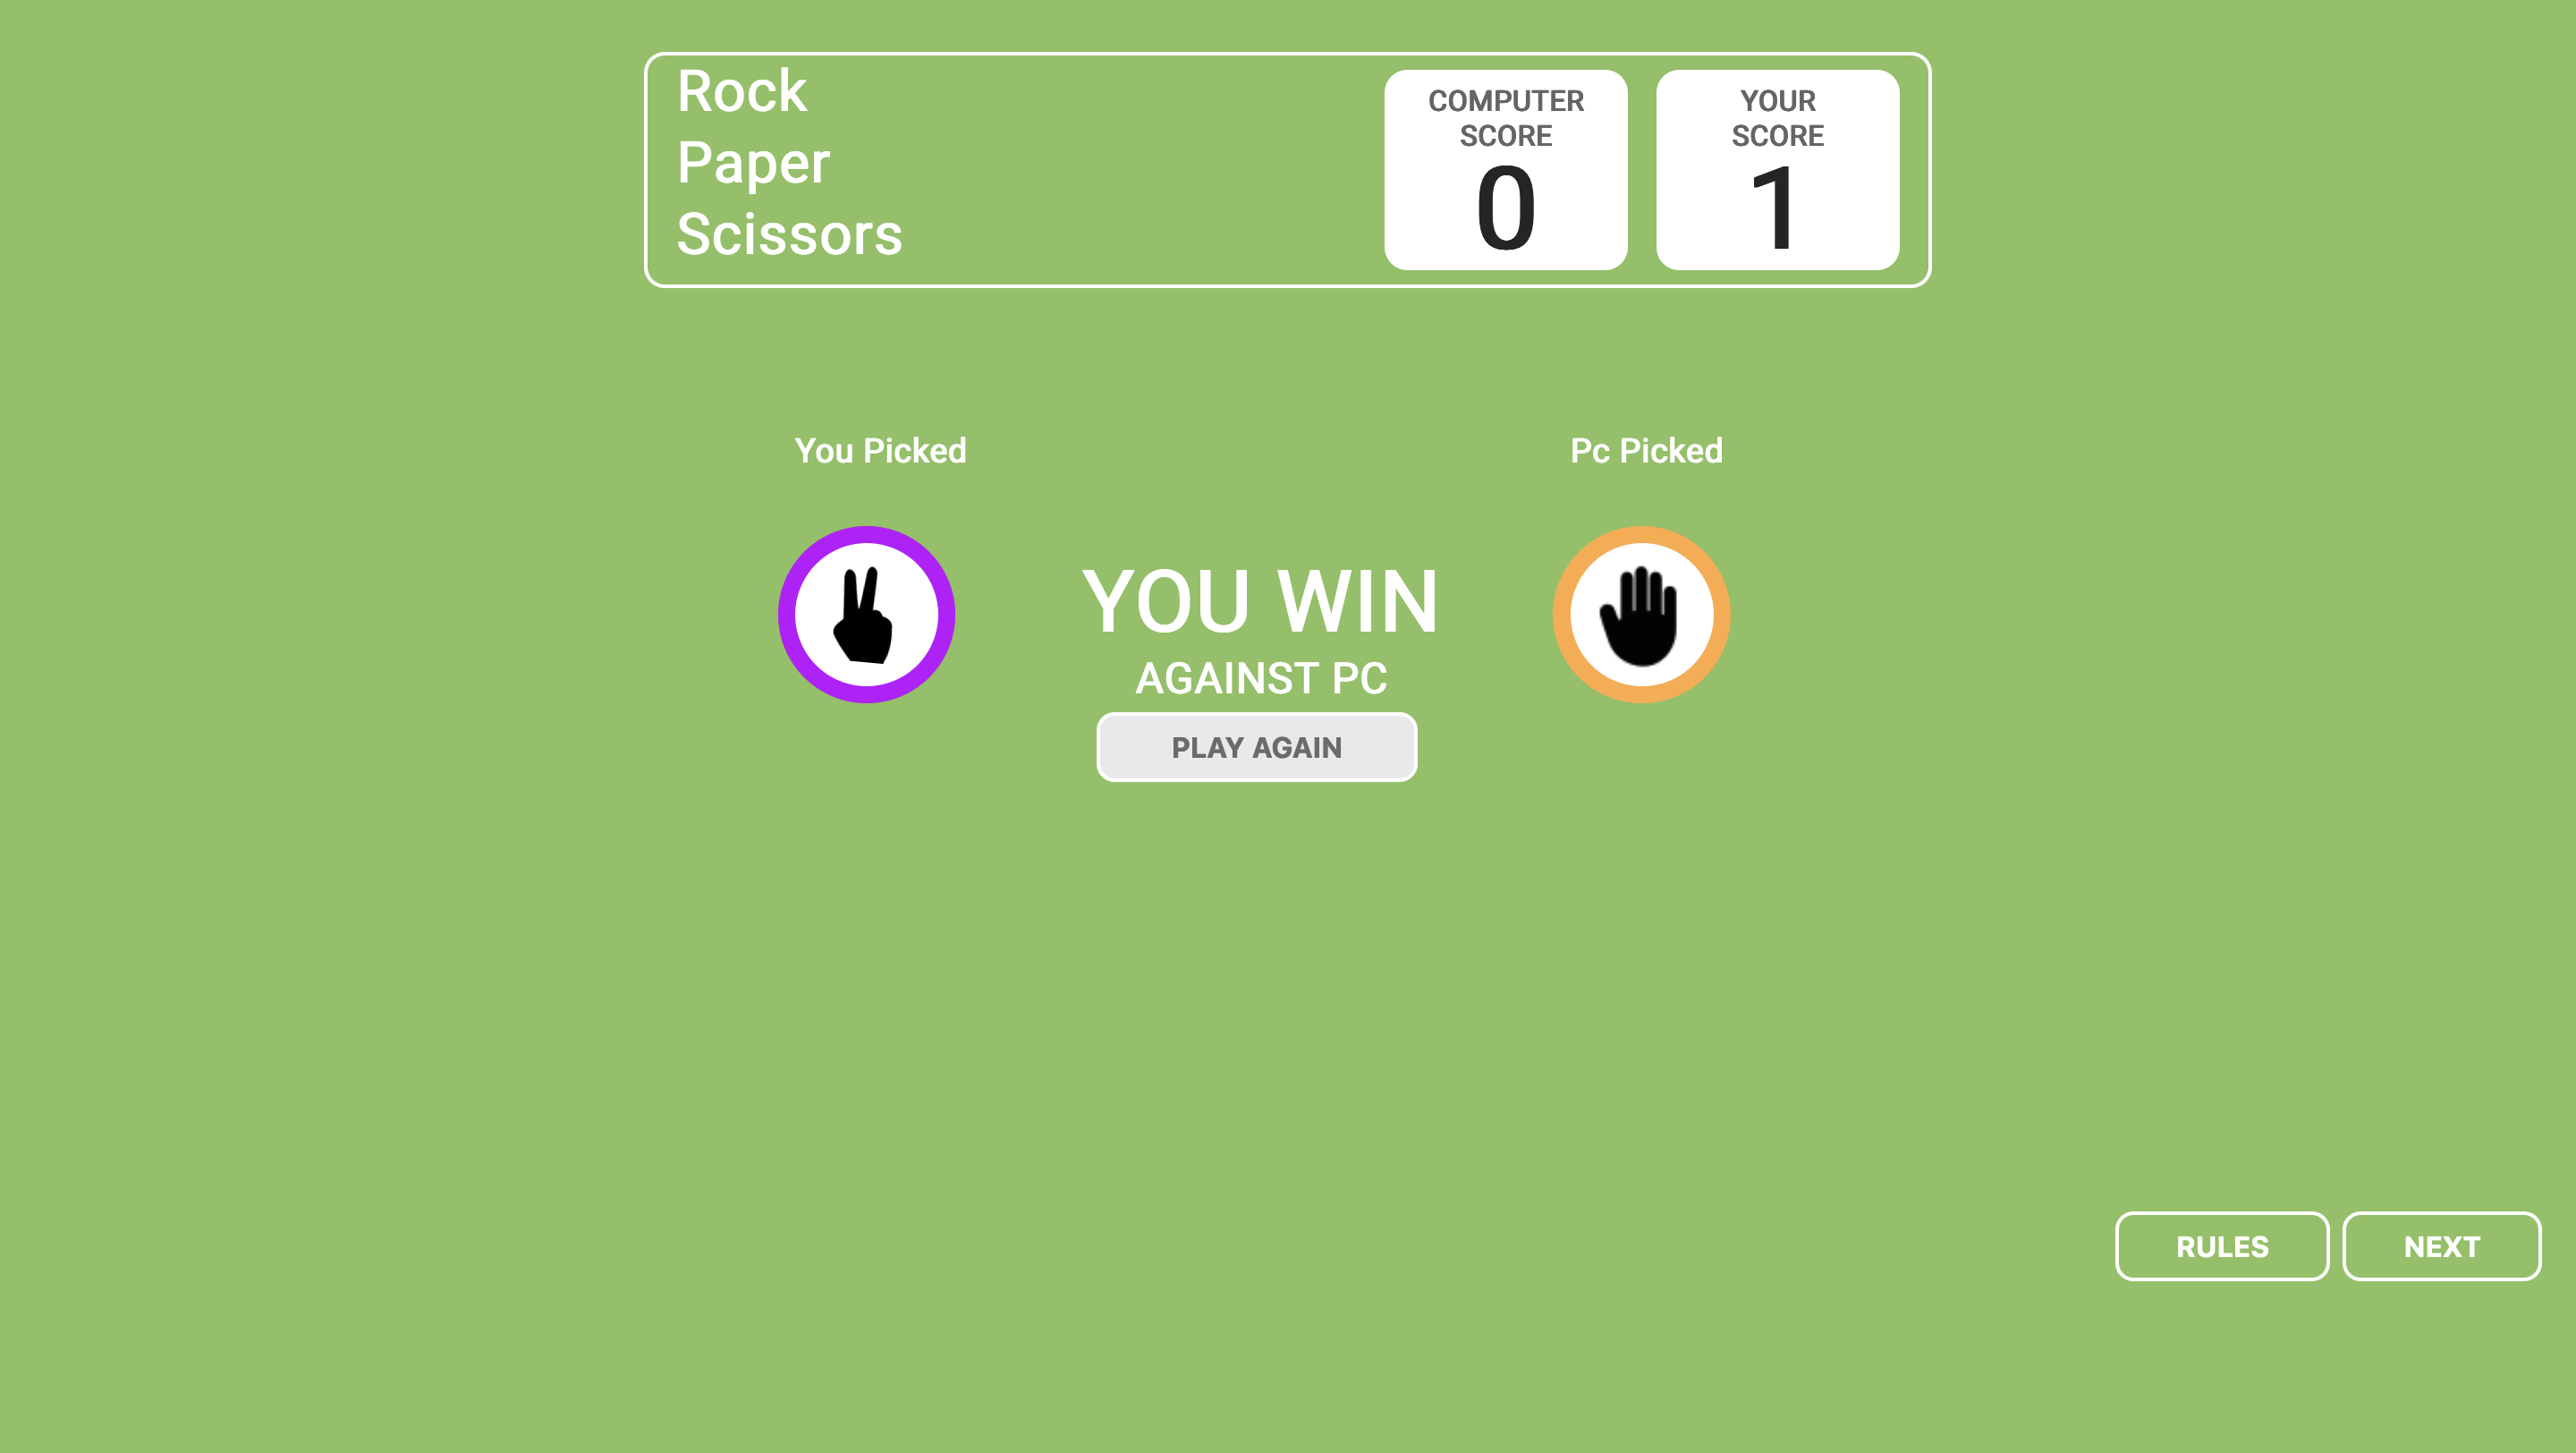 Rock
Paper
Scissors
COMPUTER
SCORE
0
YOUR
SCORE
1
You Picked
Pc Picked
YOU WIN
AGAINST PC
PLAY AGAIN
RULES
NEXT